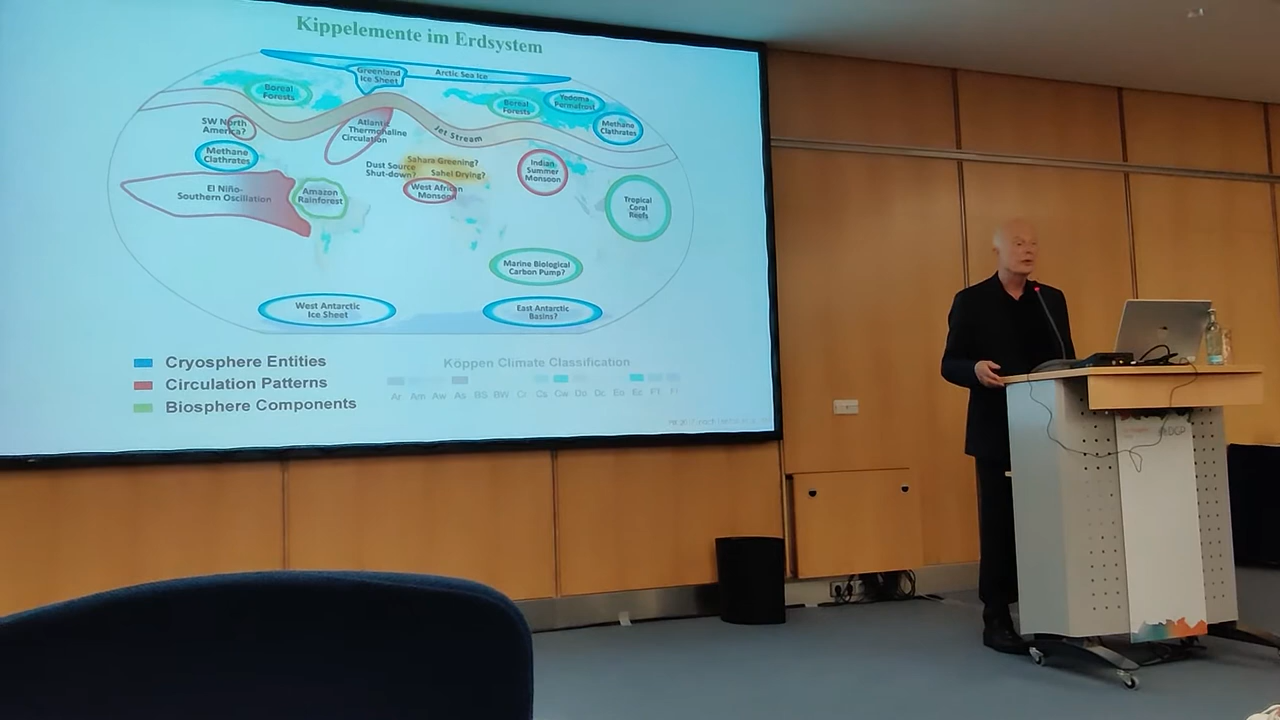 Kippelemente im Erdsystem
Greenland
Ice Sheet
Arctic Sea Ice
Boreal
Forests
Boreal
Forests
Yedoma
Permafrost
SW North
America?
Atlantic
Thermohaline
Circulation
Jet Stream
Methane
Clathrates
Methane
Clathrates
Dust Source
Shut-down?
Sahara Greening?
Sahel Drying?
Indian
Summer
Monsoon
El Niño-
Southern Oscillation
Amazon
Rainforest
West African
Monsoon
Tropical
Coral
Reefs
Marine Biological
Carbon Pump?
West Antarctic
Ice Sheet
East Antarctic
Basins?
Cryosphere Entities
Circulation Patterns
Biosphere Components
Köppen Climate Classification
Ar Am Aw As BS BW Cr Cs Cw Do Dc Eo Ec FT FI